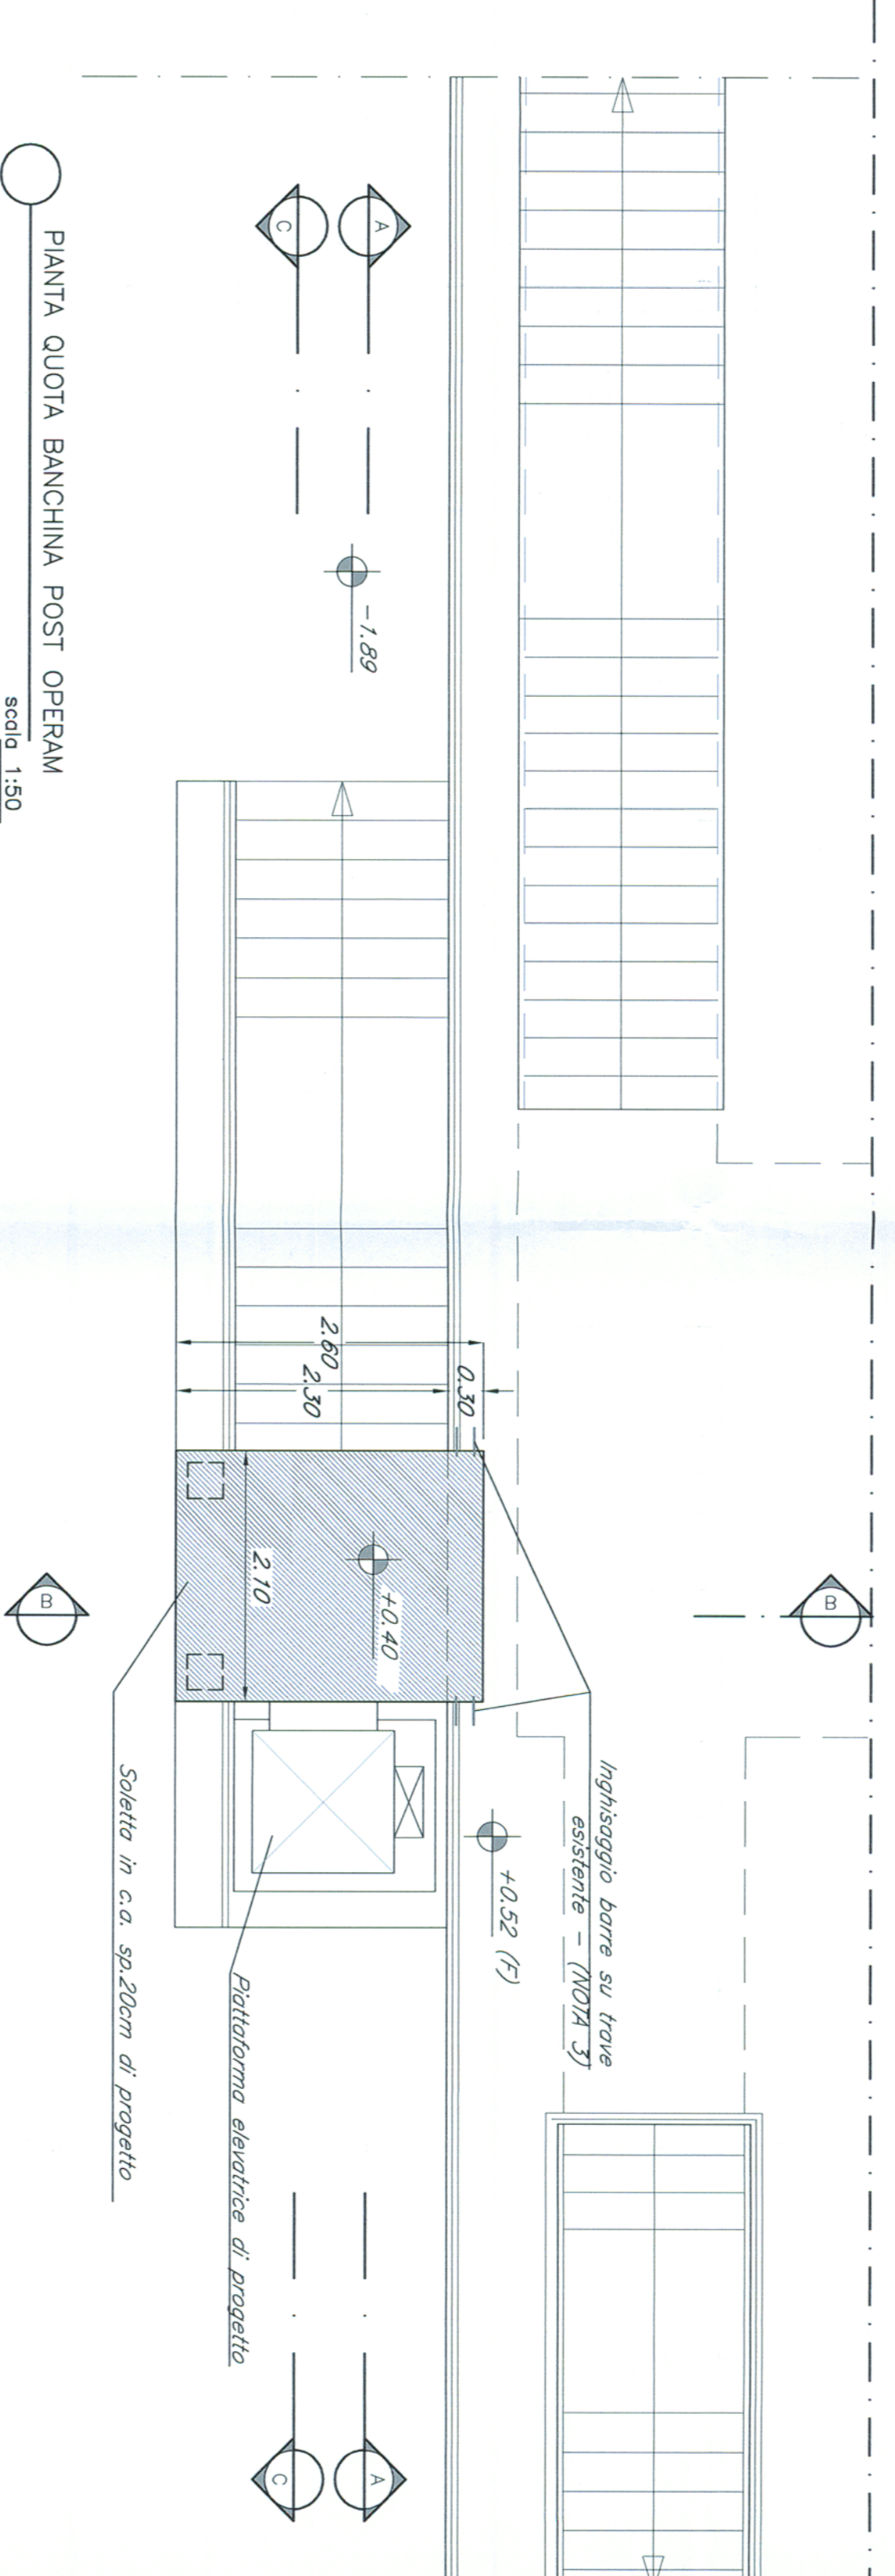 A
C
-1.89
PIANTA QUOTA BANCHINA POST OPERAM
scala 1:50
0.30
2.60
2.30
B
+0.40
2.10
B
Inghisaggio barre su trave
esistente - (NOTA 3)
+0.52 (F)
Soletta in c.a. sp.20cm di progetto
Piattaforma elevatrice di progetto
A
C